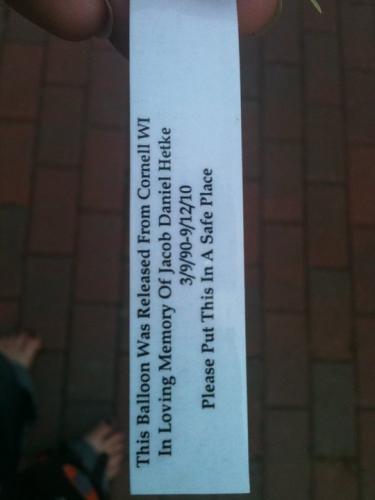 This Balloon Was Released From Cornell WI
In Loving Memory Of Jacob Daniel Hetke
3/9/90-9/12/10
Please Put This In A Safe Place